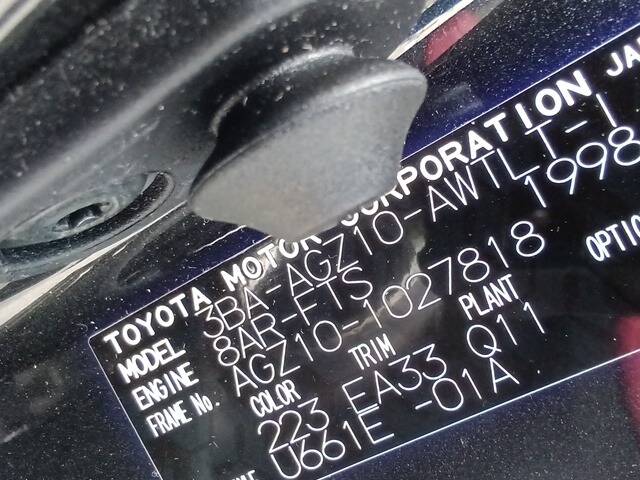 TOYOTA MOTOR CORPORATION JA
MODEL 3BA-AGZ10-AWTLT-1
ENGINE 8AR-FTS 1998
FRAME No. AGZ10-1027818
COLOR TRIM PLANT OPTIO
223 EA33 Q11
U661E -01A